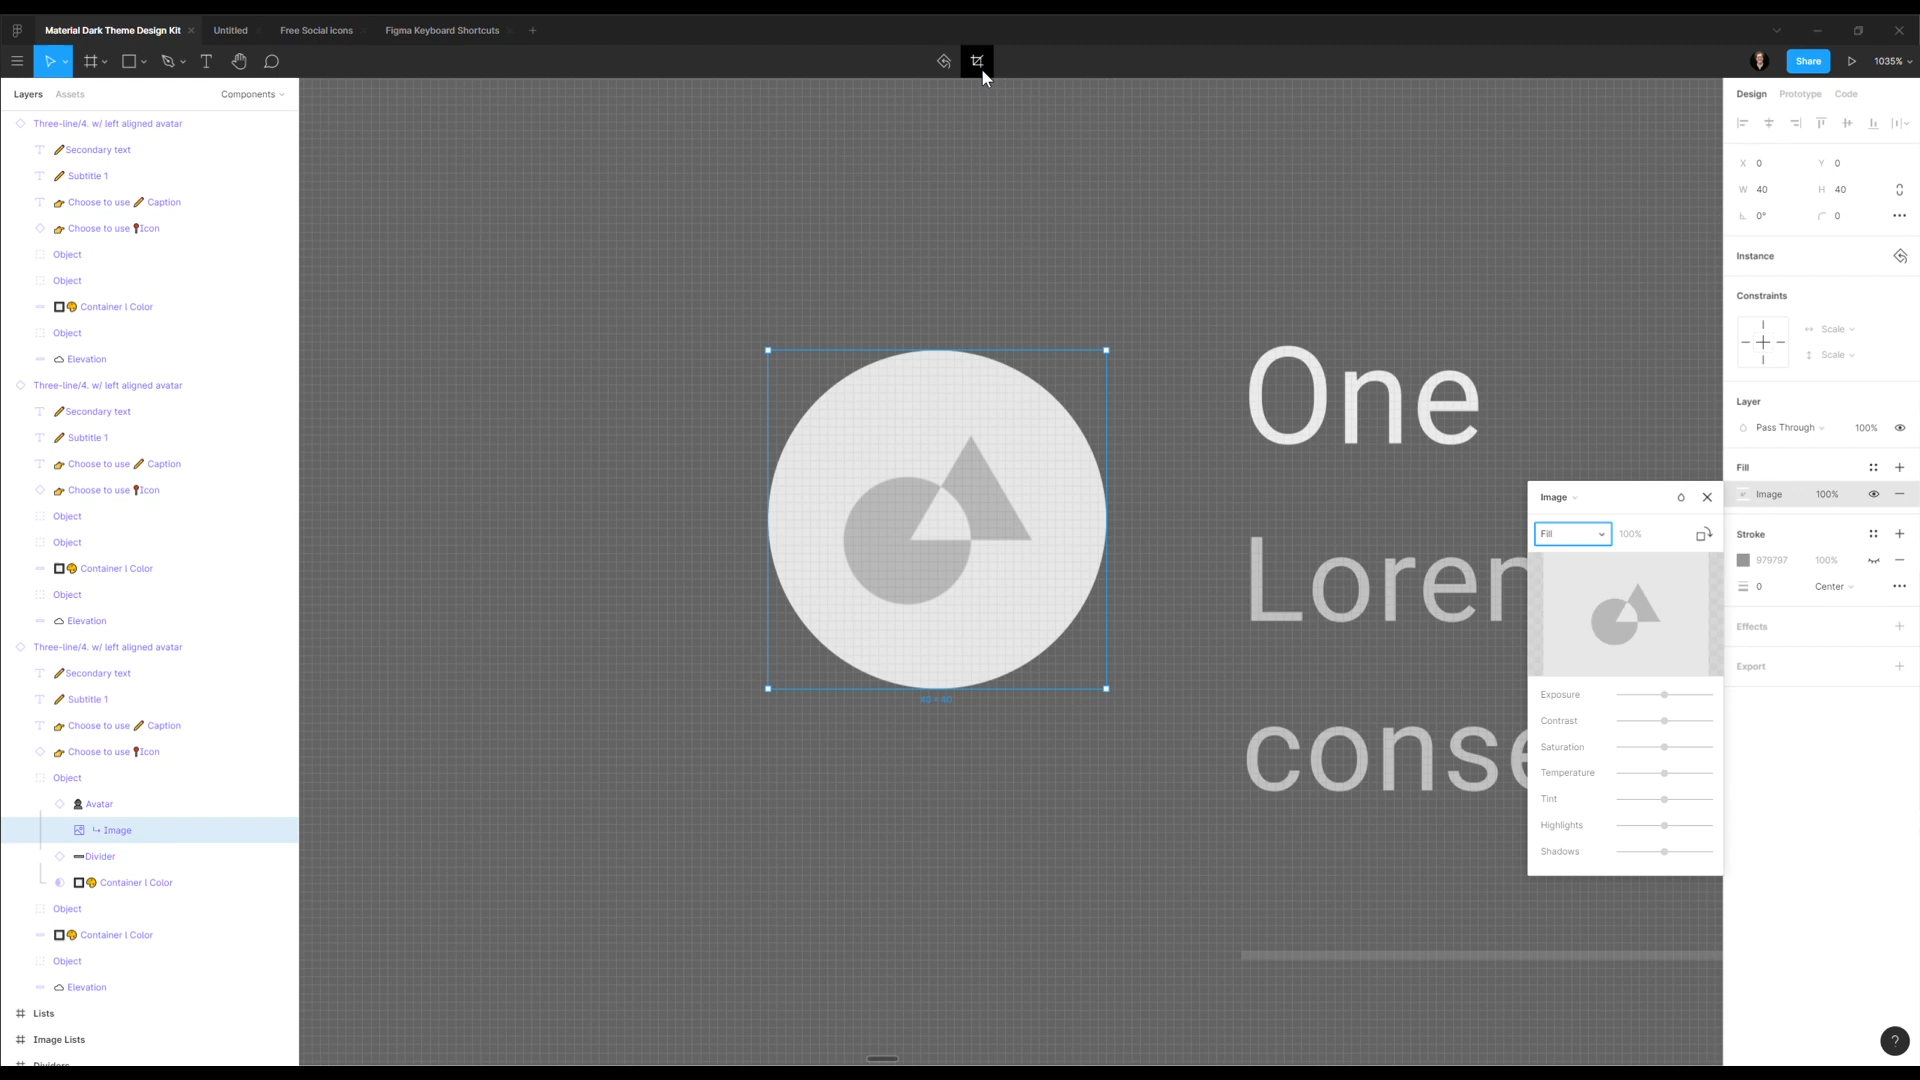 Material Dark Theme Design Kit
Untitled
Free Social icons
Figma Keyboard Shortcuts
Share
1035%
Layers
Assets
Components
Three-line/4. w/ left aligned avatar
Secondary text
Subtitle 1
Choose to use Caption
Choose to use Icon
Object
Object
Container | Color
Object
Elevation
Three-line/4. w/ left aligned avatar
Secondary text
Subtitle 1
Choose to use Caption
Choose to use Icon
Object
Object
Container | Color
Object
Elevation
Three-line/4. w/ left aligned avatar
Secondary text
Subtitle 1
Choose to use Caption
Choose to use Icon
Object
Avatar
↳ Image
Divider
Container | Color
Object
Container | Color
Object
Elevation
Lists
Image Lists
Dividers
40 × 40
One
Lorem
conse
Image
Fill
100%
Exposure
Contrast
Saturation
Temperature
Tint
Highlights
Shadows
Design
Prototype
Code
X 0
Y 0
W 40
H 40
0°
0
Instance
Constraints
Scale
Scale
Layer
Pass Through
100%
Fill
Image
100%
Stroke
979797
100%
0
Center
Effects
Export
?